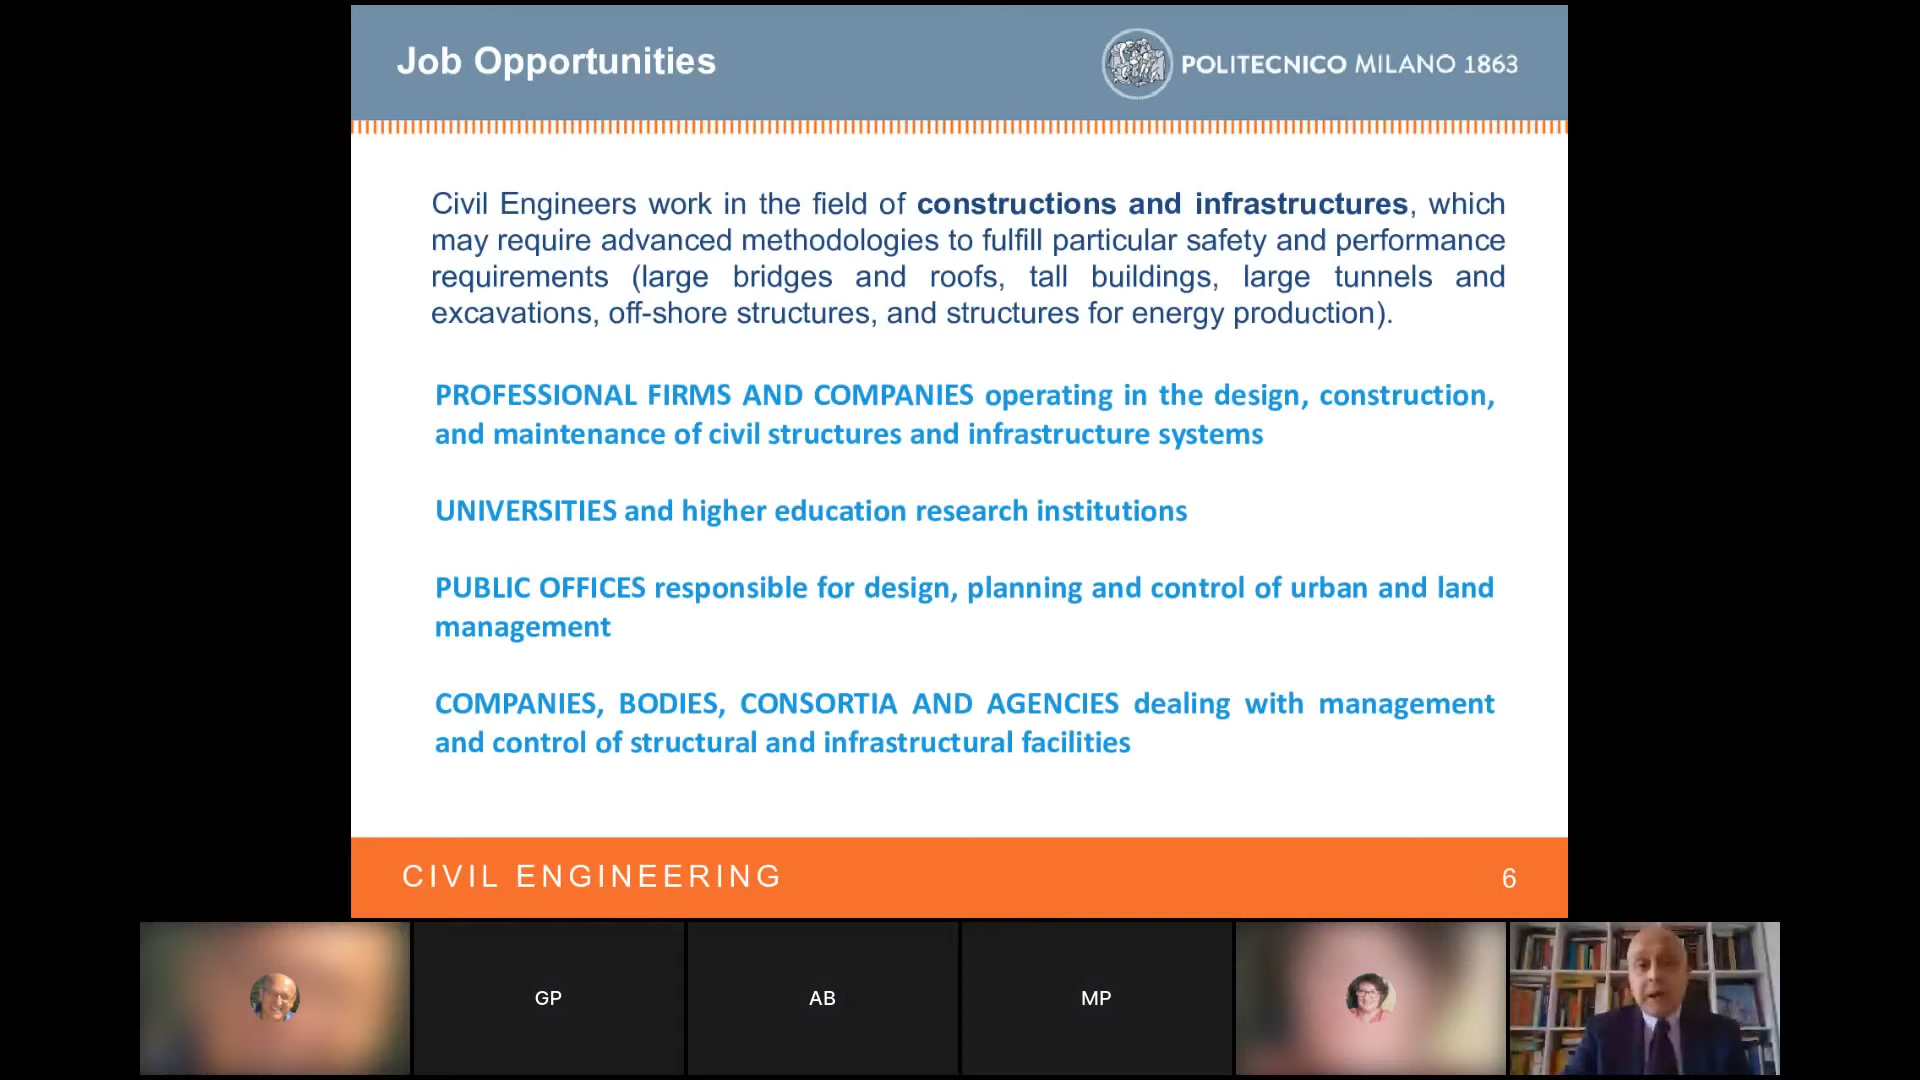 Job Opportunities
POLITECNICO MILANO 1863
Civil Engineers work in the field of constructions and infrastructures, which
may require advanced methodologies to fulfill particular safety and performance
requirements (large bridges and roofs, tall buildings, large tunnels and
excavations, off-shore structures, and structures for energy production).
PROFESSIONAL FIRMS AND COMPANIES operating in the design, construction,
and maintenance of civil structures and infrastructure systems
UNIVERSITIES and higher education research institutions
PUBLIC OFFICES responsible for design, planning and control of urban and land
management
COMPANIES, BODIES, CONSORTIA AND AGENCIES dealing with management
and control of structural and infrastructural facilities
CIVIL ENGINEERING
6
GP
AB
MP